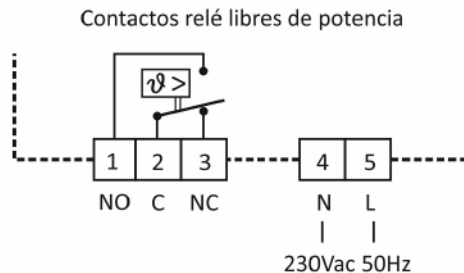 Contactos relé libres de potencia
ϑ >
1 2 3 4 5
NO C NC N L
230Vac 50Hz